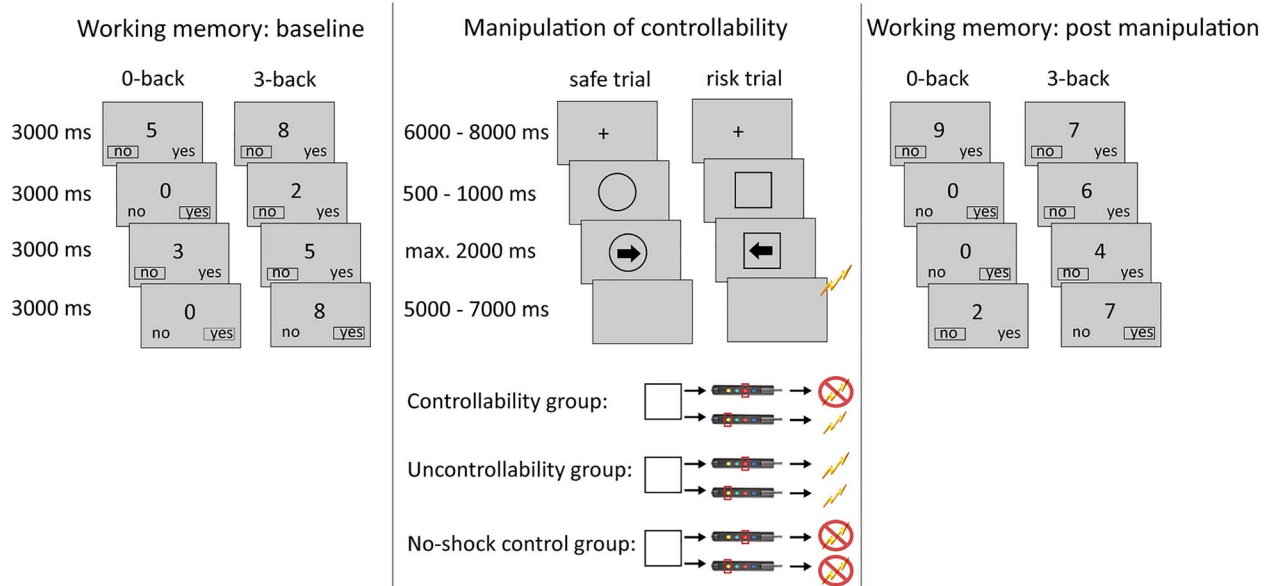 Working memory: baseline
0-back 3-back
3000 ms
5
no yes
8
no yes
3000 ms
0
no yes
2
no yes
3000 ms
3
no yes
5
no yes
3000 ms
0
no yes
8
no yes
Manipulation of controllability
safe trial risk trial
6000 - 8000 ms
+ +
500 - 1000 ms
max. 2000 ms
5000 - 7000 ms
Controllability group:
Uncontrollability group:
No-shock control group:
Working memory: post manipulation
0-back 3-back
9
no yes
7
no yes
0
no yes
6
no yes
0
no yes
4
no yes
2
no yes
7
no yes